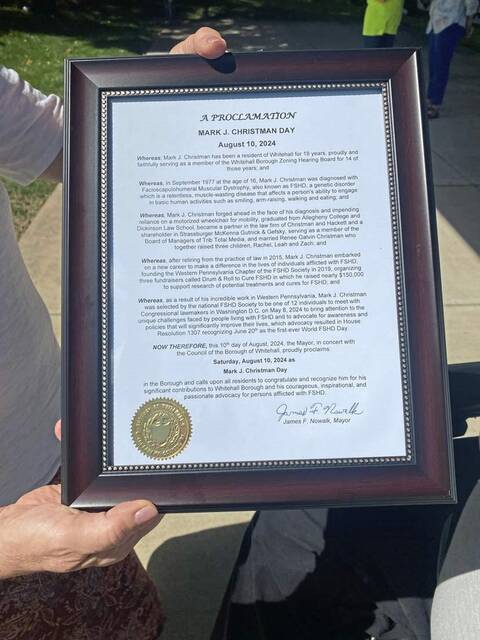 A PROCLAMATION
MARK J. CHRISTMAN DAY
August 10, 2024
Whereas, Mark J. Christman has been a resident of Whitehall for 18 years, proudly and
faithfully serving as a member of the Whitehall Borough Zoning Hearing Board for 14 of
those years; and
Whereas, in September 1977 at the age of 16, Mark J. Christman was diagnosed with
Facioscapulohumeral Muscular Dystrophy, also known as FSHD, a genetic disorder
which is a relentless, muscle-wasting disease that affects a person's ability to engage
in basic human activities such as smiling, arm-raising, walking and eating; and
Whereas, Mark J. Christman forged ahead in the face of his diagnosis and impending
reliance on a motorized wheelchair for mobility, graduated from Allegheny College and
Dickinson Law School, became a partner in the law firm of Christman and Hackett and a
shareholder in Strassburger McKenna Gutnick & Gefsky, serving as a member of the
Board of Managers of Trib Total Media, and married Renee Galvin Christman who
together raised three children, Rachel, Leah and Zach; and
Whereas, after retiring from the practice of law in 2015, Mark J. Christman embarked
on a new career to make a difference in the lives of individuals afflicted with FSHD,
founding the Western Pennsylvania Chapter of the FSHD Society in 2019, organizing
three fundraisers called Drum & Roll to Cure FSHD in which he raised nearly $150,000
to support research of potential treatments and cures for FSHD; and
Whereas, as a result of his incredible work in Western Pennsylvania, Mark J. Christman
was selected by the national FSHD Society to be one of 12 individuals to meet with
Congressional lawmakers in Washington D.C. on May 8, 2024 to bring attention to the
unique challenges faced by people living with FSHD and to advocate for awareness and
policies that will significantly improve their lives, which advocacy resulted in House
Resolution 1307 recognizing June 20th as the first-ever World FSHD Day.
NOW THEREFORE, this 10th day of August, 2024, the Mayor, in concert with
the Council of the Borough of Whitehall, proudly proclaims:
Saturday, August 10, 2024 as
Mark J. Christman Day
in the Borough and calls upon all residents to congratulate and recognize him for his
significant contributions to Whitehall Borough and his courageous, inspirational, and
passionate advocacy for persons afflicted with FSHD.
James F. Nowalk
James F. Nowalk, Mayor